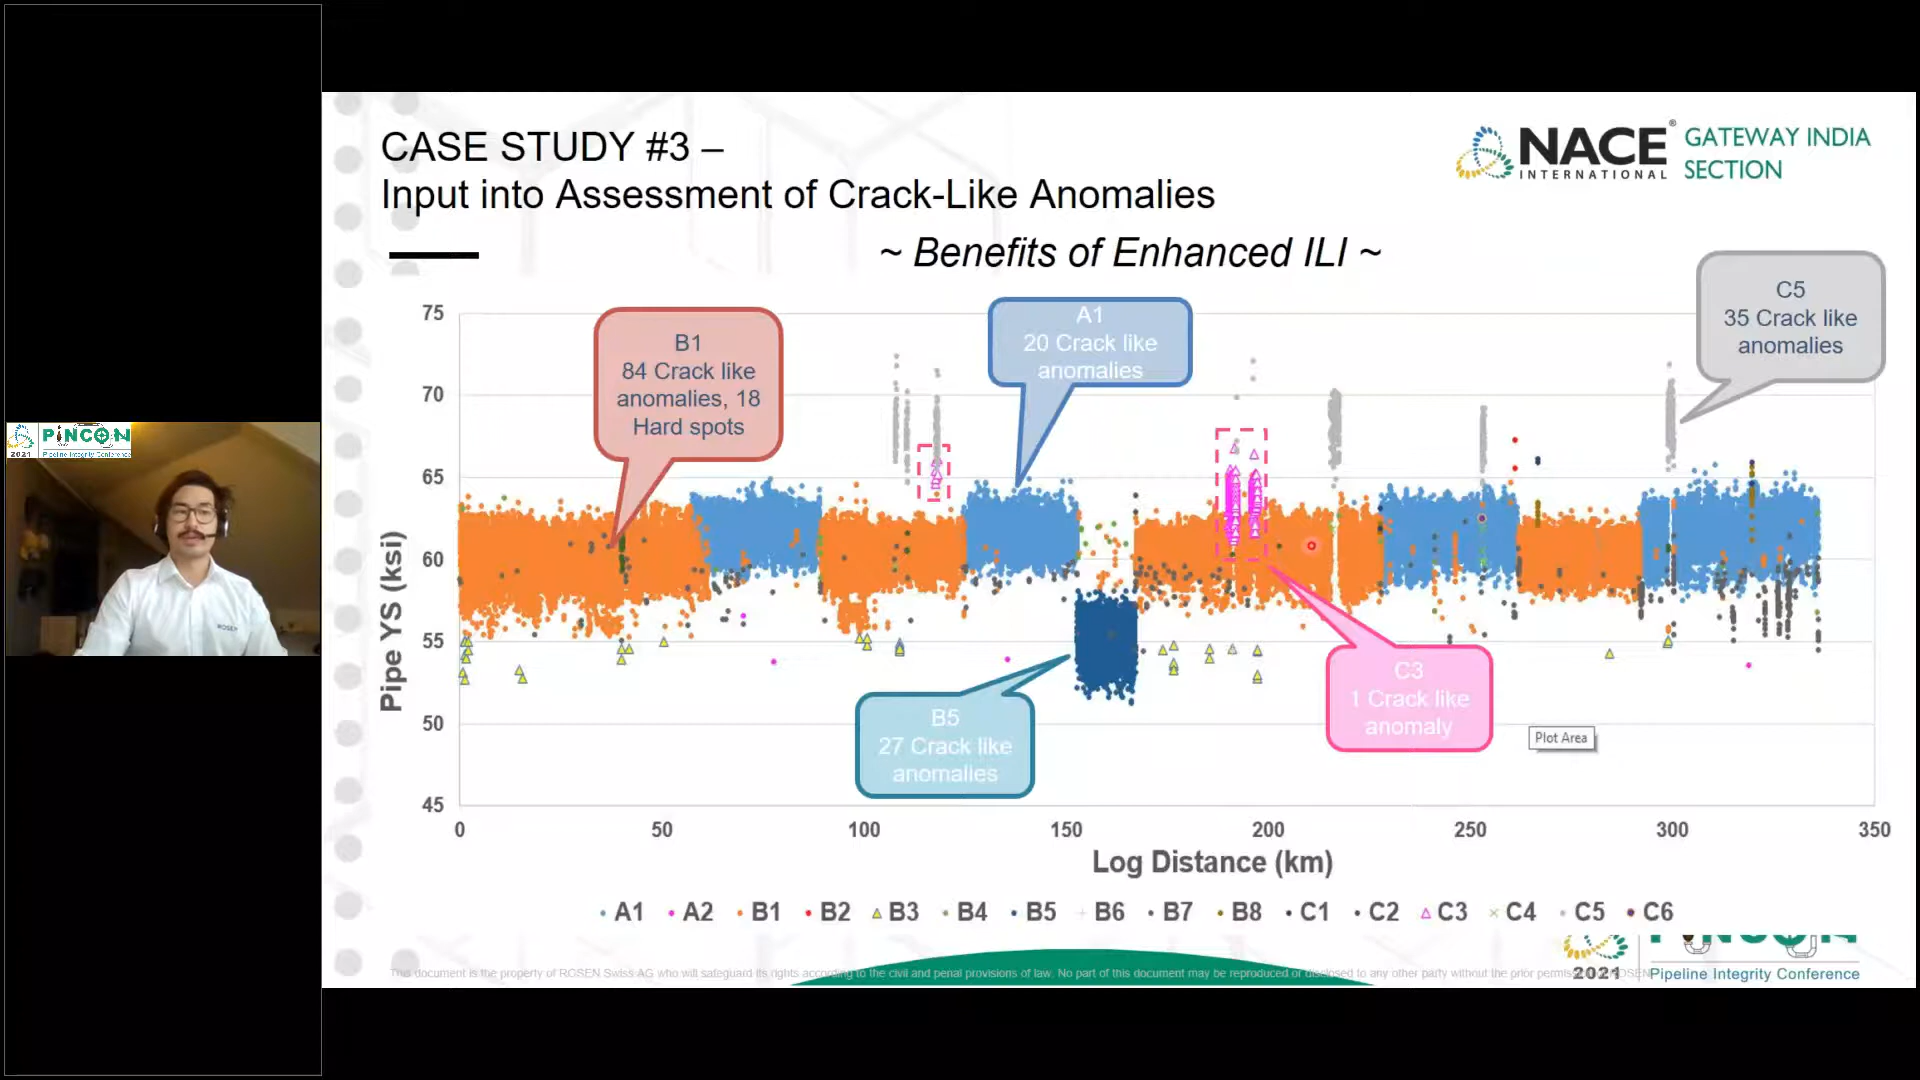 CASE STUDY #3 –
Input into Assessment of Crack-Like Anomalies
~ Benefits of Enhanced ILI ~
NACE®
INTERNATIONAL
GATEWAY INDIA
SECTION
B1
84 Crack like
anomalies, 18
Hard spots
A1
20 Crack like
anomalies
C5
35 Crack like
anomalies
B5
27 Crack like
anomalies
C3
1 Crack like
anomaly
Plot Area
Pipe YS (ksi)
75
70
65
60
55
50
45
0 50 100 150 200 250 300 350
Log Distance (km)
A1 A2 B1 B2 B3 B4 B5 B6 B7 B8 C1 C2 C3 C4 C5 C6
This document is the property of ROSEN Swiss AG who will safeguard its rights according to the civil and penal provisions of law. No part of this document may be reproduced or disclosed to any other party without the prior
PINCON
2021
Pipeline Integrity Conference
PINCON
2021
Pipeline Integrity Conference
ROSEN